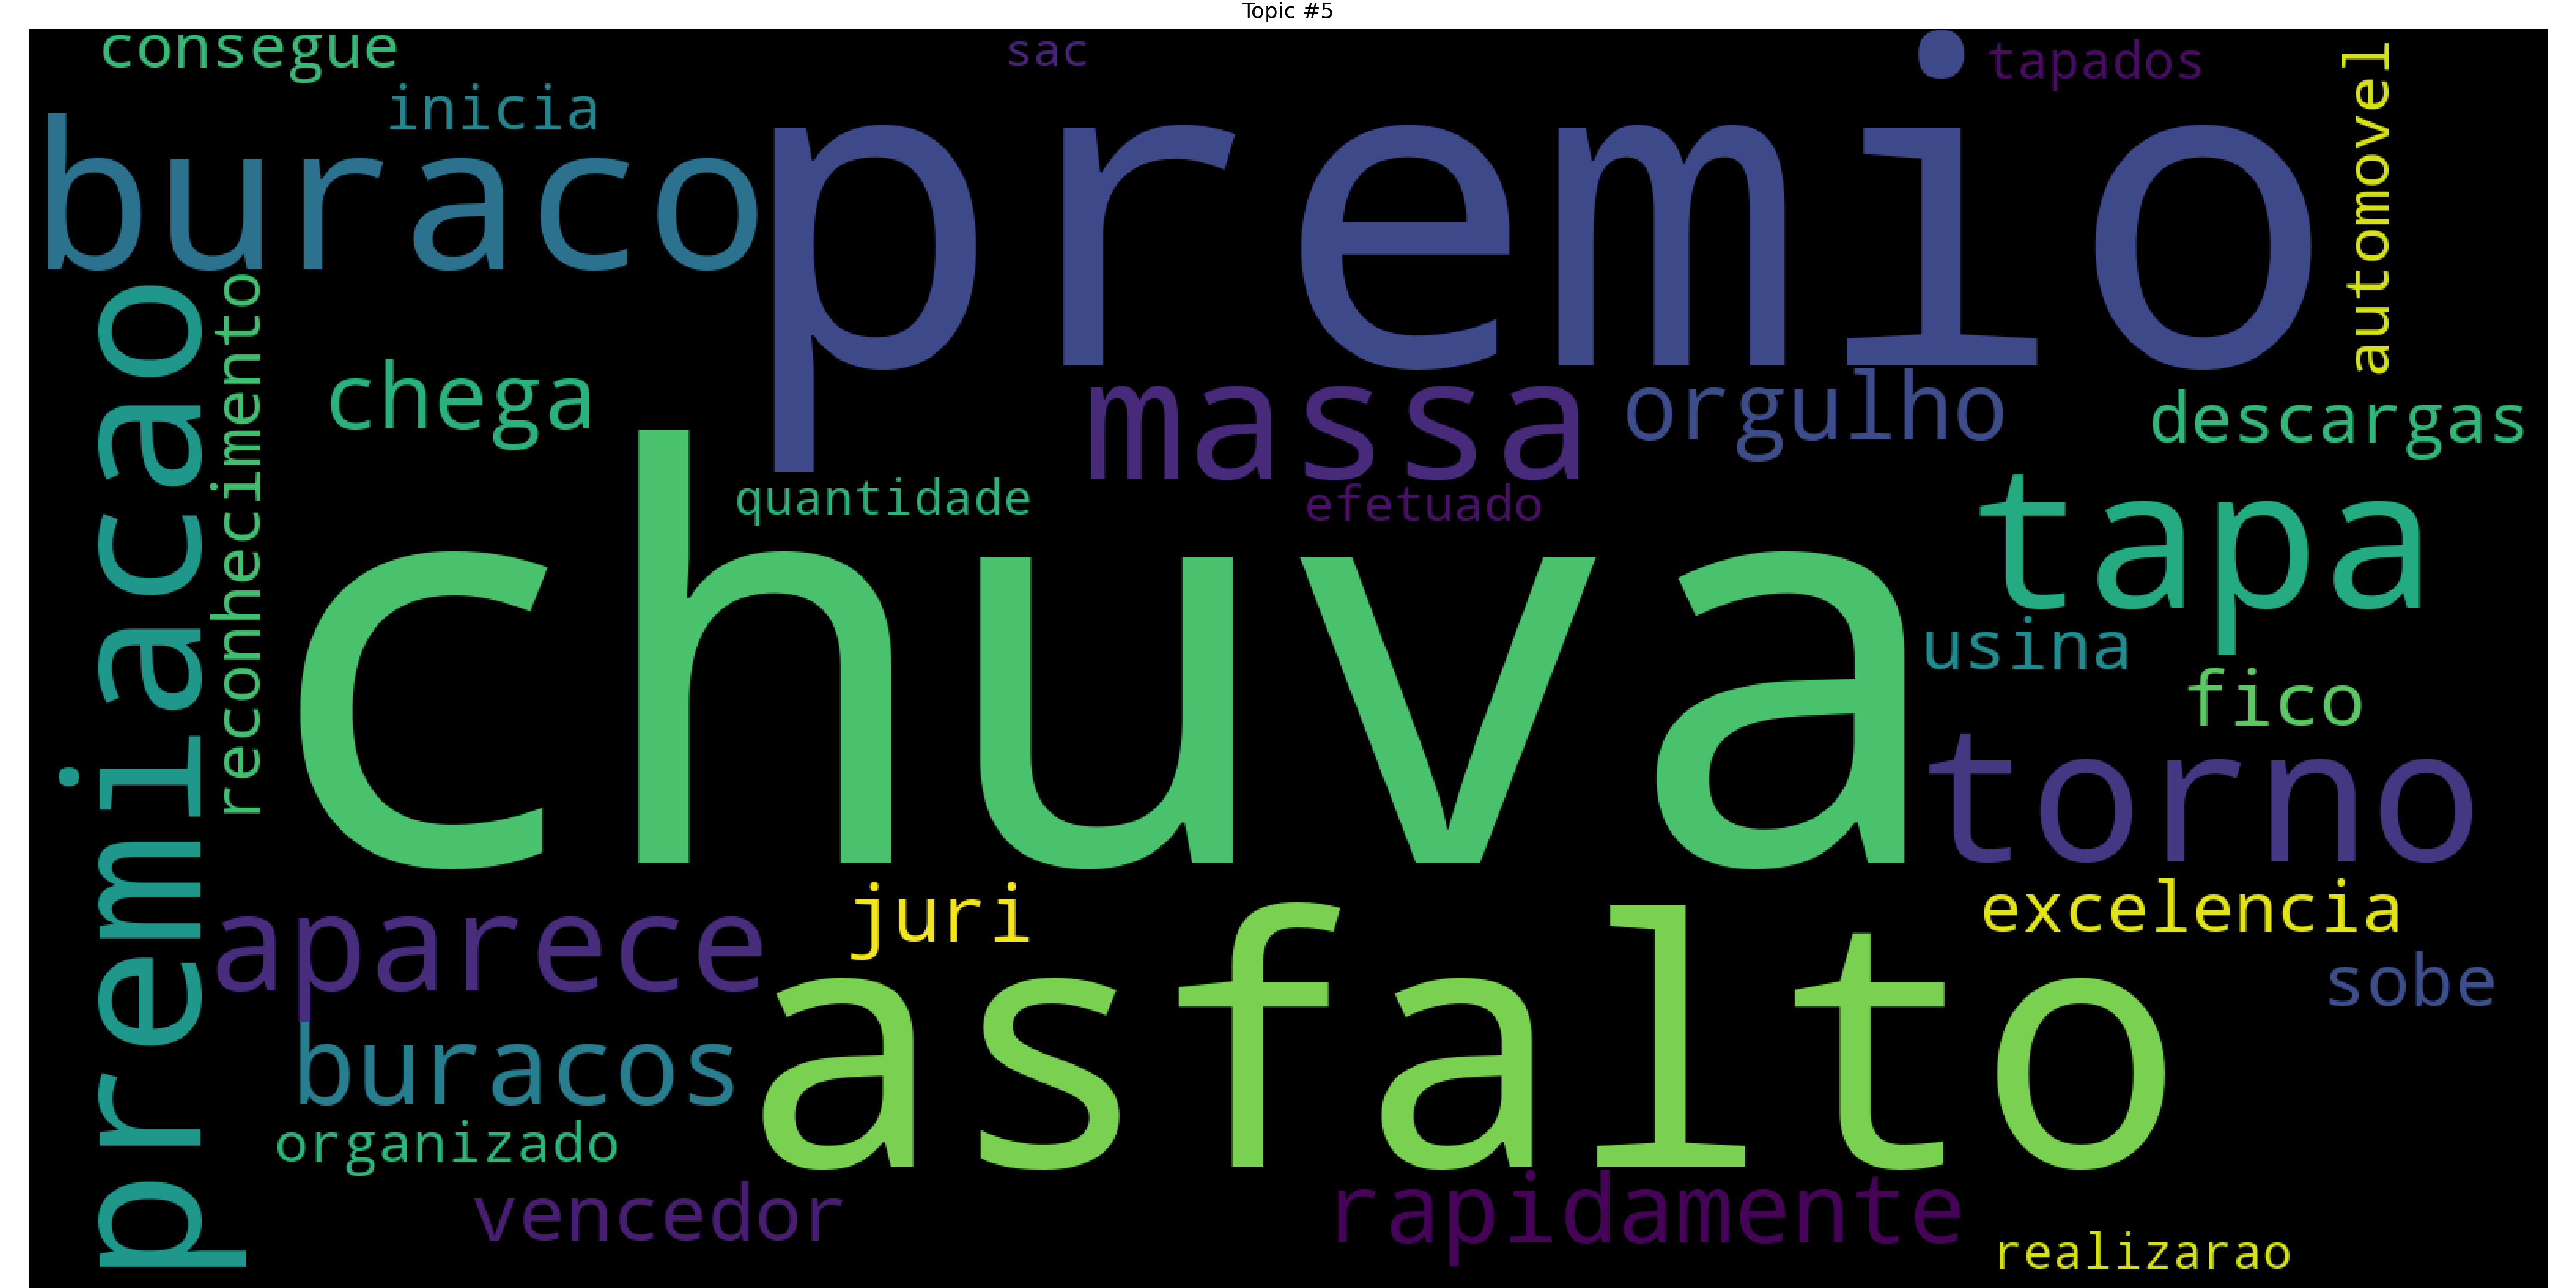 Topic #5
consegue
sac
tapados
automovel
inicia
buraco
premio
premiacao
reconhecimento
chega
massa
orgulho
descargas
quantidade
efetuado
tapa
chuva
usina
fico
torno
juri
excelencia
aparece
asfalto
sobe
buracos
organizado
vencedor
rapidamente
realizarao